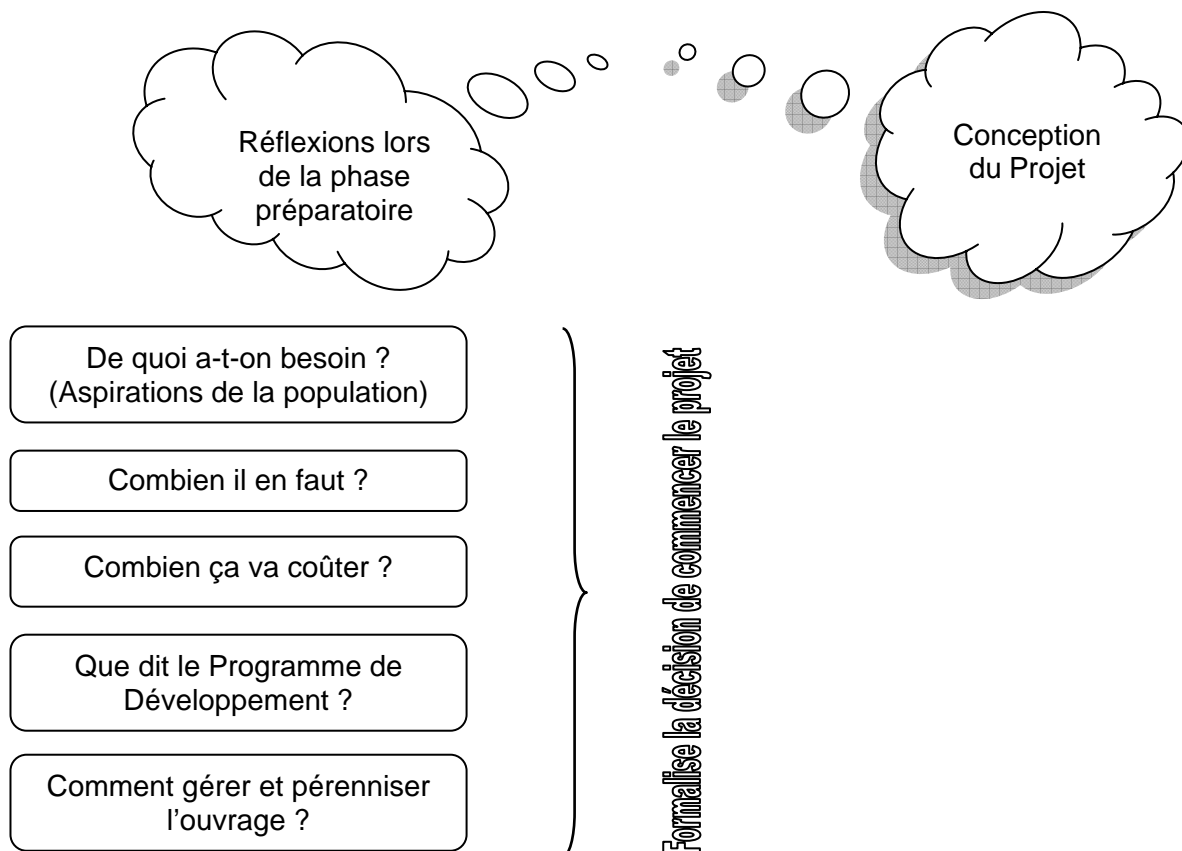 Réflexions lors
de la phase
préparatoire
Conception
du Projet
De quoi a-t-on besoin ?
(Aspirations de la population)
Combien il en faut ?
Combien ça va coûter ?
Que dit le Programme de
Développement ?
Comment gérer et pérenniser
l’ouvrage ?
Formalise la décision de commencer le projet